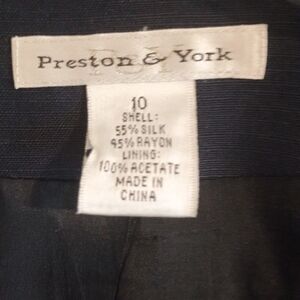 Preston & York
10
SHELL:
55% SILK
45% RAYON
LINING:
100% ACETATE
MADE IN
CHINA